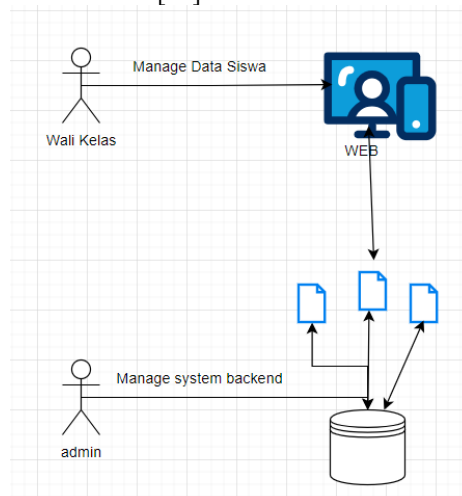 Manage Data Siswa
Wali Kelas
WEB
Manage system backend
admin